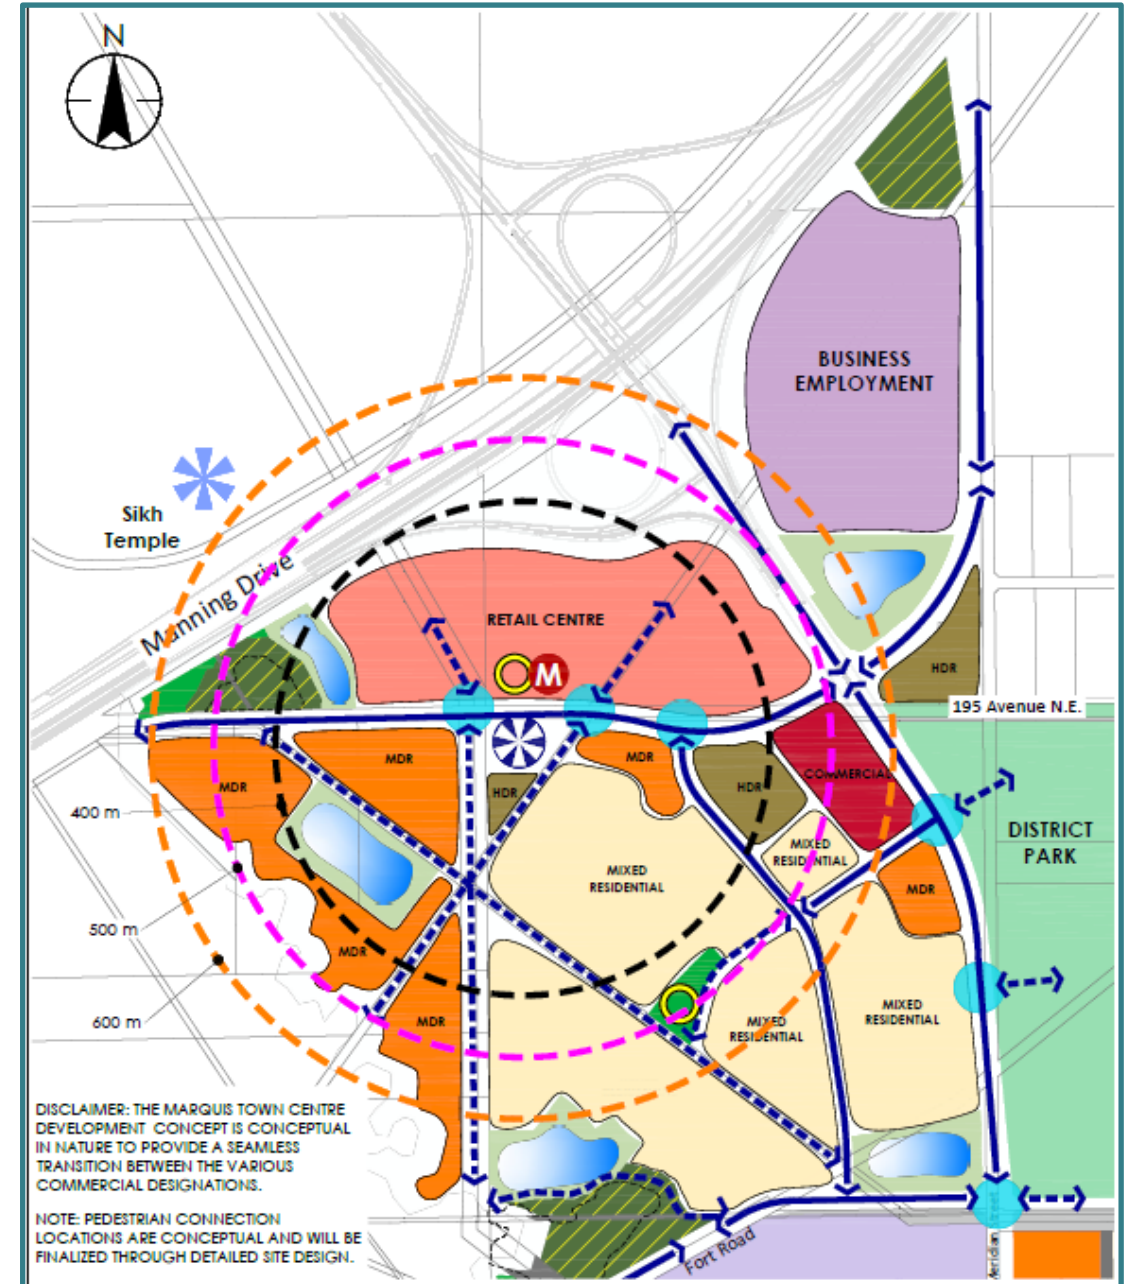 N
BUSINESS
EMPLOYMENT
Sikh
Temple
Manning Drive
RETAIL CENTRE
M
HDR
195 Avenue N.E.
MDR
MDR
MDR
HDR
HDR
COMMERCIAL
400 m
DISTRICT
PARK
MIXED
RESIDENTIAL
MIXED
RESIDENTIAL
MDR
500 m
MDR
600 m
MDR
MIXED
RESIDENTIAL
MIXED
RESIDENTIAL
DISCLAIMER: THE MARQUIS TOWN CENTRE
DEVELOPMENT CONCEPT IS CONCEPTUAL
IN NATURE TO PROVIDE A SEAMLESS
TRANSITION BETWEEN THE VARIOUS
COMMERCIAL DESIGNATIONS.
NOTE: PEDESTRIAN CONNECTION
LOCATIONS ARE CONCEPTUAL AND WILL BE
FINALIZED THROUGH DETAILED SITE DESIGN.
Fort Road